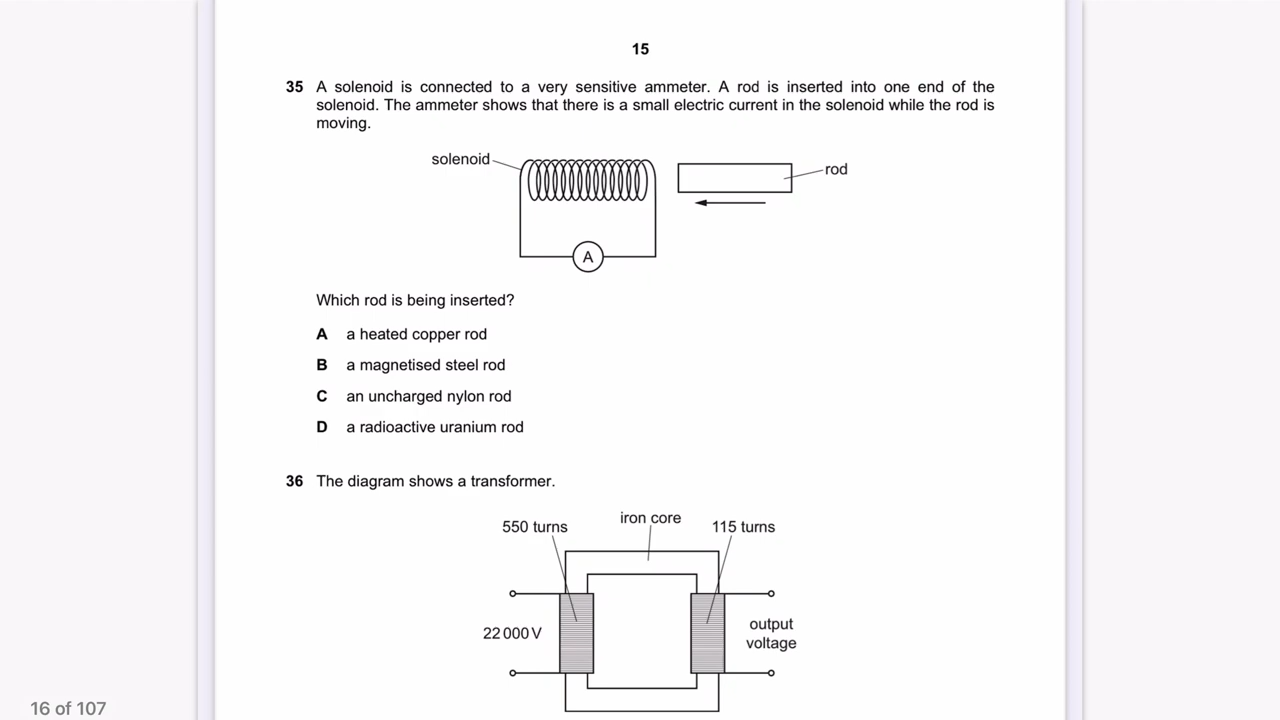 15
35 A solenoid is connected to a very sensitive ammeter. A rod is inserted into one end of the
solenoid. The ammeter shows that there is a small electric current in the solenoid while the rod is
moving.
solenoid
rod
A
Which rod is being inserted?
A a heated copper rod
B a magnetised steel rod
C an uncharged nylon rod
D a radioactive uranium rod
36 The diagram shows a transformer.
550 turns
iron core
115 turns
22 000 V
output
voltage
16 of 107